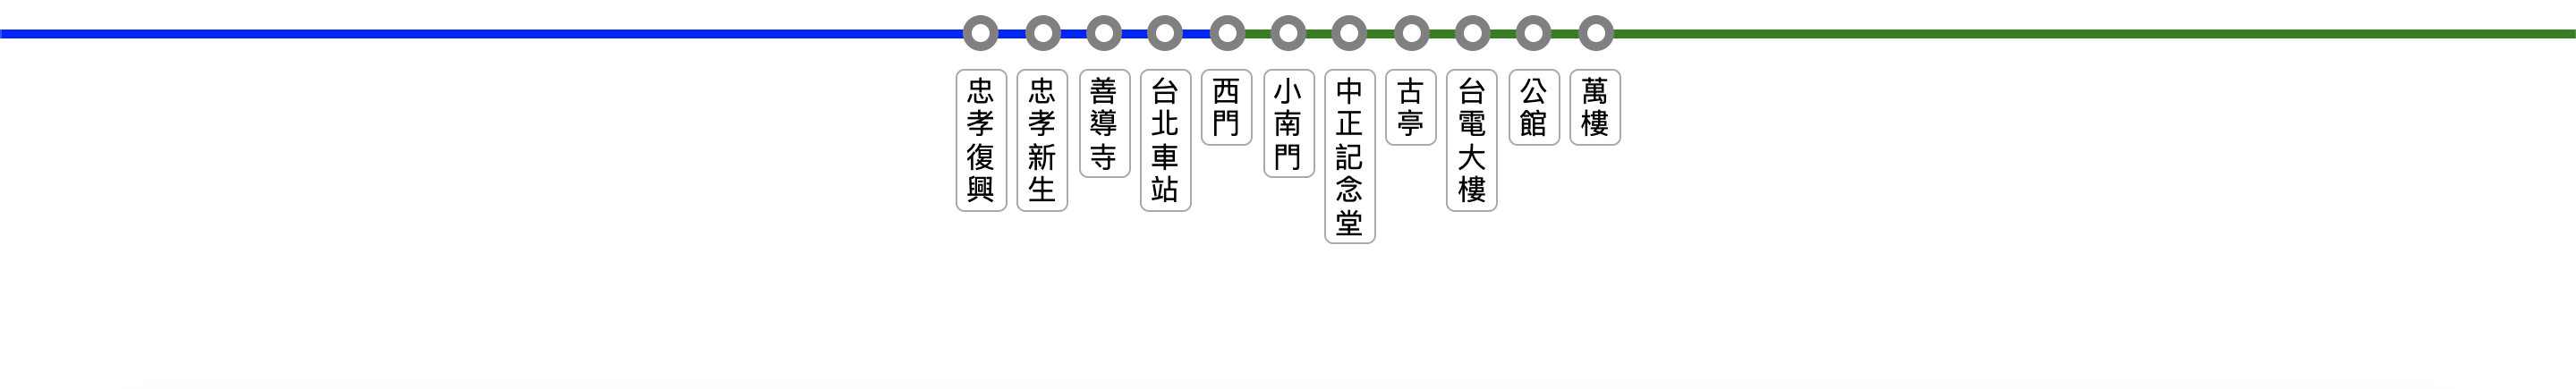 忠孝復興
忠孝新生
善導寺
台北車站
西門
小南門
中正記念堂
古亭
台電大樓
公館
萬樓